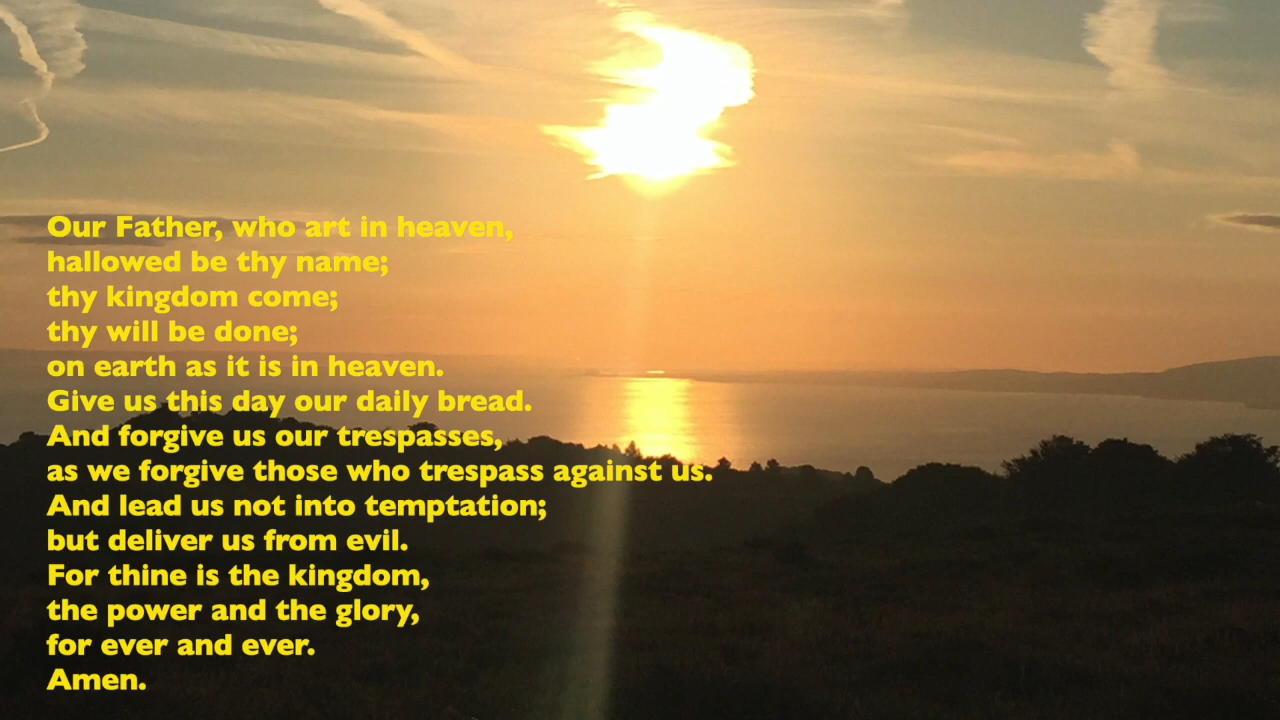 Our Father, who art in heaven,
hallowed be thy name;
thy kingdom come;
thy will be done;
on earth as it is in heaven.
Give us this day our daily bread.
And forgive us our trespasses,
as we forgive those who trespass against us.
And lead us not into temptation;
but deliver us from evil.
For thine is the kingdom,
the power and the glory,
for ever and ever.
Amen.